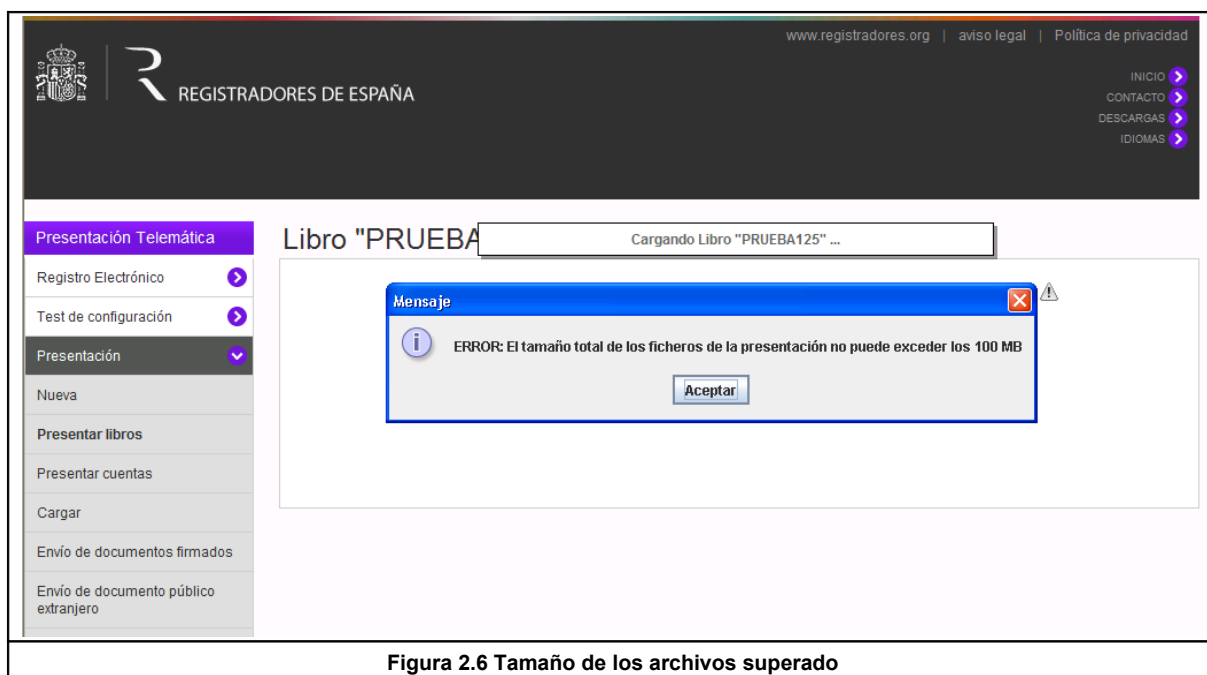 www.registradores.org | aviso legal | Política de privacidad
REGISTRADORES DE ESPAÑA
INICIO
CONTACTO
DESCARGAS
IDIOMAS
Presentación Telemática
Registro Electrónico
Test de configuración
Presentación
Nueva
Presentar libros
Presentar cuentas
Cargar
Envío de documentos firmados
Envío de documento público
extranjero
Libro "PRUEBA
Cargando Libro "PRUEBA125" ...
Mensaje
ERROR: El tamaño total de los ficheros de la presentación no puede exceder los 100 MB
Aceptar
Figura 2.6 Tamaño de los archivos superado